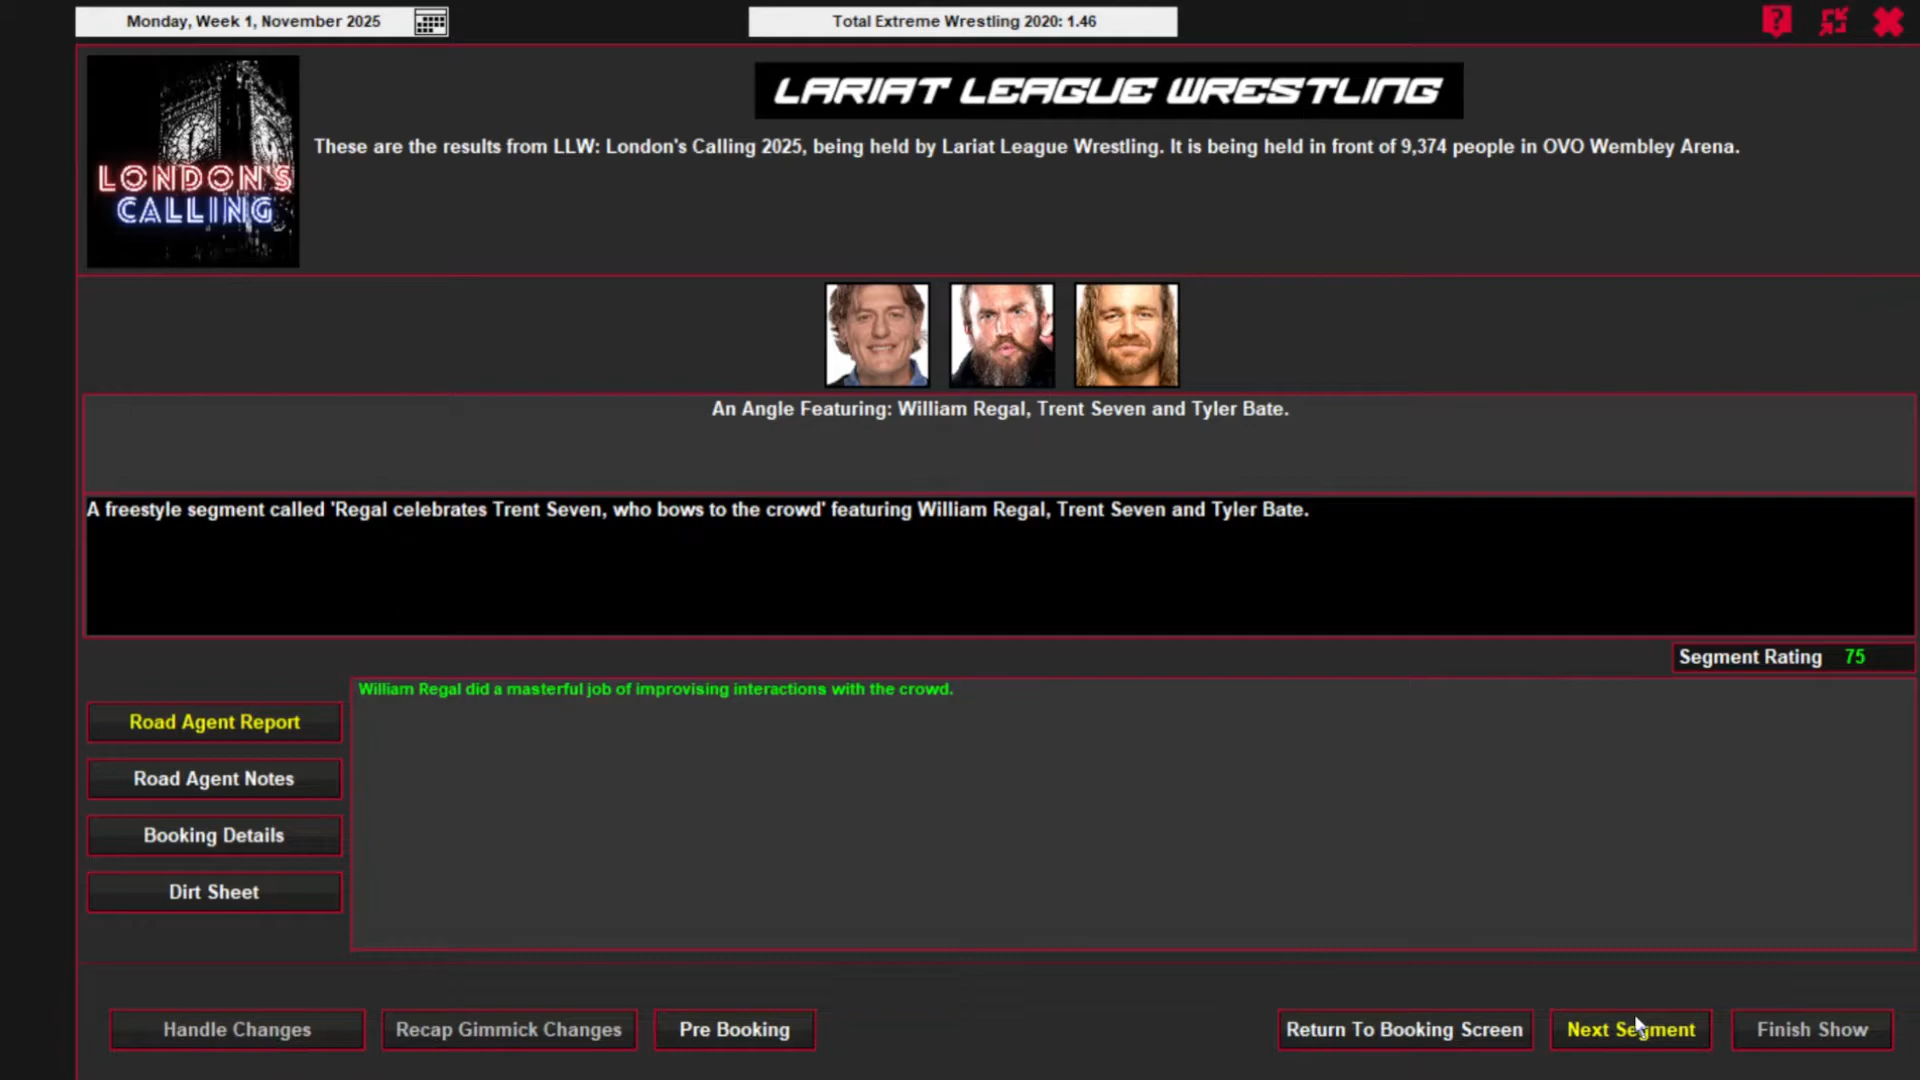 Monday, Week 1, November 2025
Total Extreme Wrestling 2020: 1.46
?
LARIAT LEAGUE WRESTLING
LONDON'S
CALLING
These are the results from LLW: London's Calling 2025, being held by Lariat League Wrestling. It is being held in front of 9,374 people in OVO Wembley Arena.
An Angle Featuring: William Regal, Trent Seven and Tyler Bate.
A freestyle segment called 'Regal celebrates Trent Seven, who bows to the crowd' featuring William Regal, Trent Seven and Tyler Bate.
Segment Rating 75
William Regal did a masterful job of improvising interactions with the crowd.
Road Agent Report
Road Agent Notes
Booking Details
Dirt Sheet
Handle Changes
Recap Gimmick Changes
Pre Booking
Return To Booking Screen
Next Segment
Finish Show